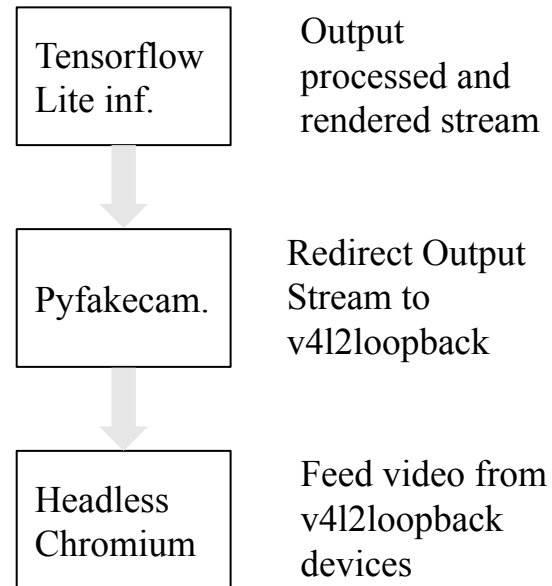 Tensorflow
Lite inf.
Output
processed and
rendered stream
Pyfakecam.
Redirect Output
Stream to
v4l2loopback
Headless
Chromium
Feed video from
v4l2loopback
devices